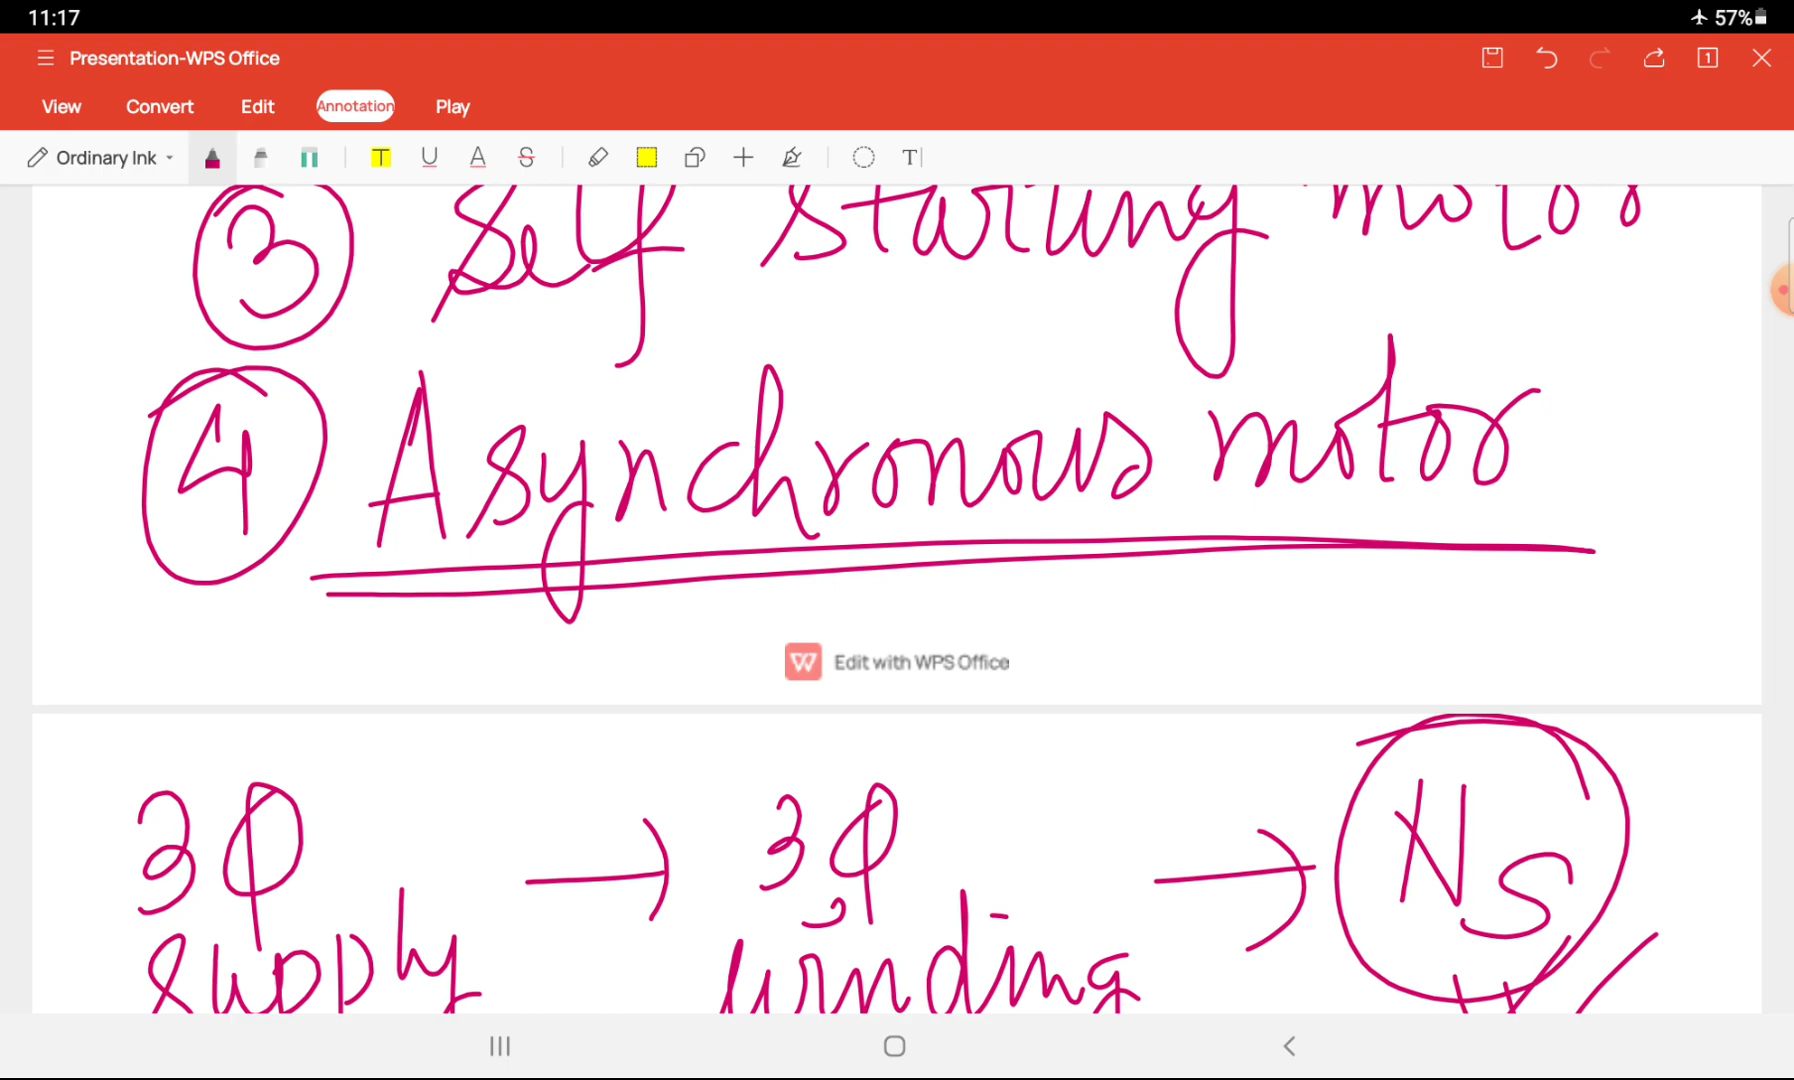 11:17 57%
Presentation-WPS Office 1
View Convert Edit Annotation Play
Ordinary Ink T U A S T
3 Self starting motor
4 Asynchronous motor
Edit with WPS Office
3φ → 3φ → Ns
supply winding